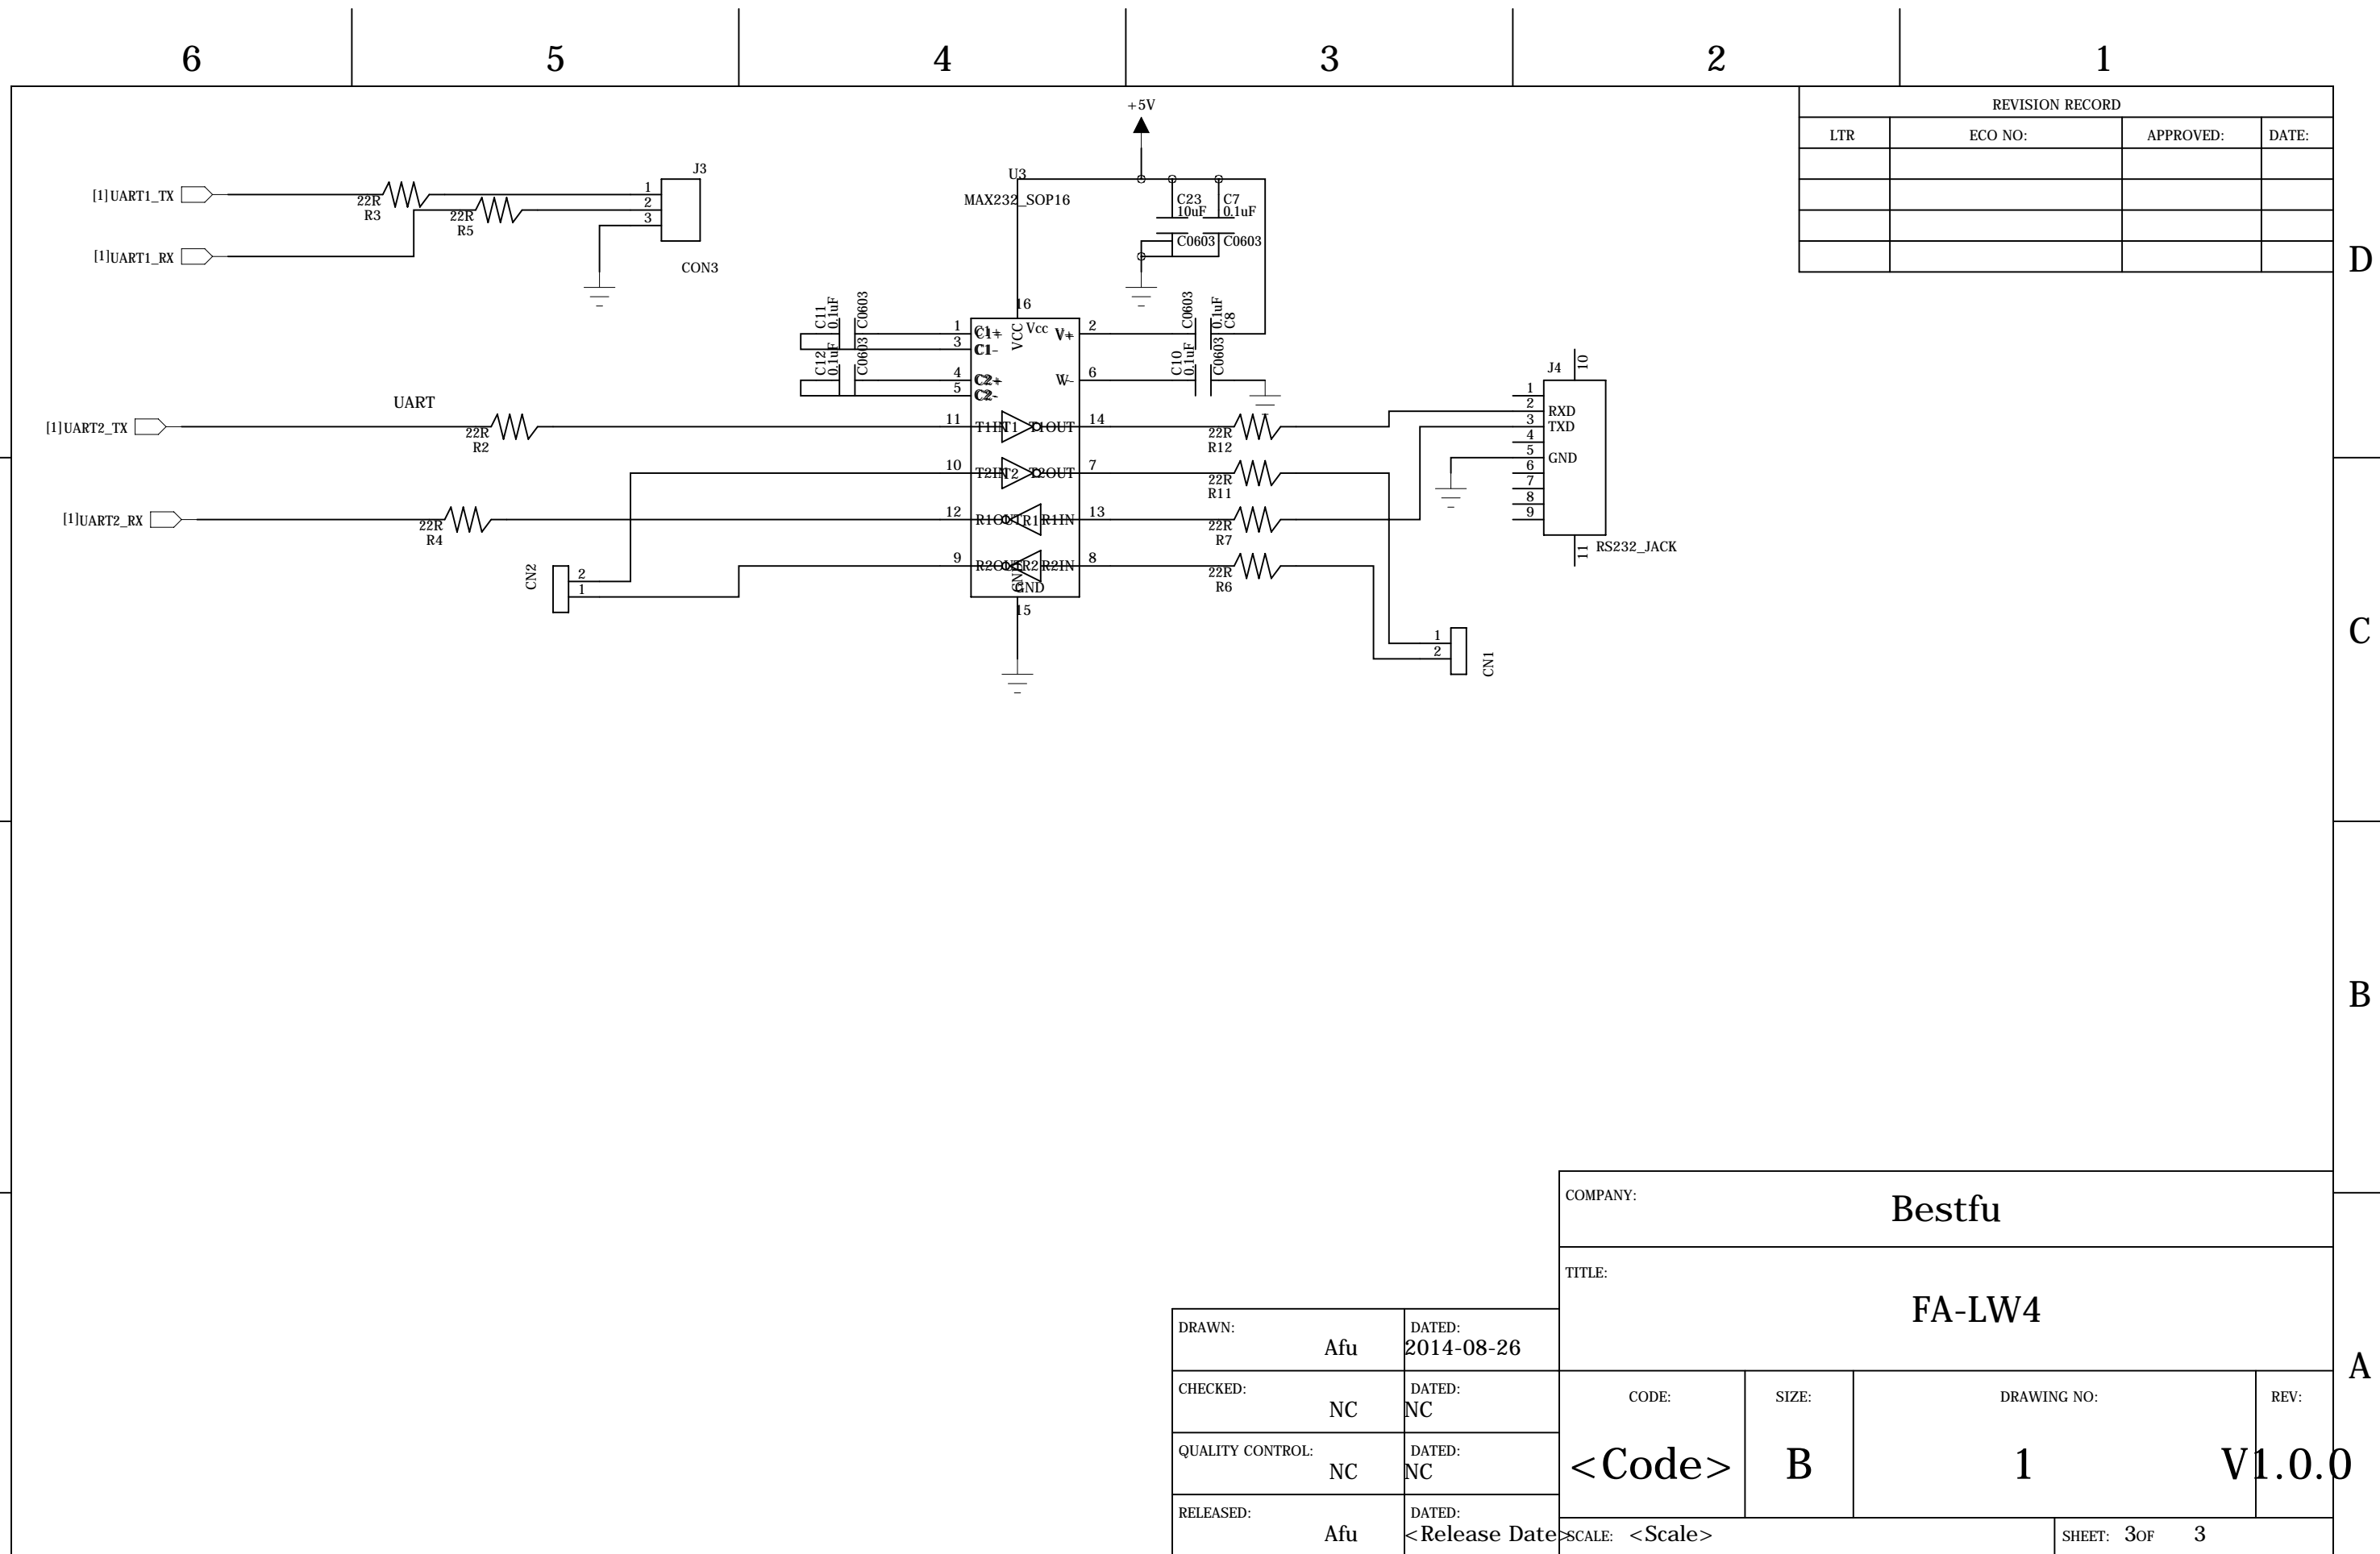 6 5 4 3 2 1
REVISION RECORD
LTR ECO NO: APPROVED: DATE:
+5V
J3
[1]UART1_TX
22R
R3
1
2
3
22R
R5
[1]UART1_RX
CON3
U3
MAX232_SOP16
C23
10uF
C0603
C7
0.1uF
C0603
D
C11
0.1uF
C0603
C12
0.1uF
C0603
16
VCC
Vcc
1 C1+
3 C1-
4 C2+
5 C2-
V+ 2
V- 6
C0603
0.1uF
C8
C10
0.1uF
C0603
UART
[1]UART2_TX
22R
R2
11 T1IN T1 T1OUT 14
22R
R12
10 T2IN T2 T2OUT 7
22R
R11
[1]UART2_RX
22R
R4
12 R1OUT R1 R1IN 13
22R
R7
9 R2OUT R2 R2IN 8
22R
R6
GND
GND
15
CN2
2
1
J4
10
1
2 RXD
3 TXD
4
5 GND
6
7
8
9
11
RS232_JACK
1
2
CN1
C
B
COMPANY:
Bestfu
TITLE:
FA-LW4
DRAWN:
Afu
DATED:
2014-08-26
A
CHECKED:
NC
DATED:
NC
CODE:
<Code>
SIZE:
B
DRAWING NO:
1
REV:
V1.0.0
QUALITY CONTROL:
NC
DATED:
NC
RELEASED:
Afu
DATED:
<Release Date>
SCALE: <Scale>
SHEET: 3OF 3